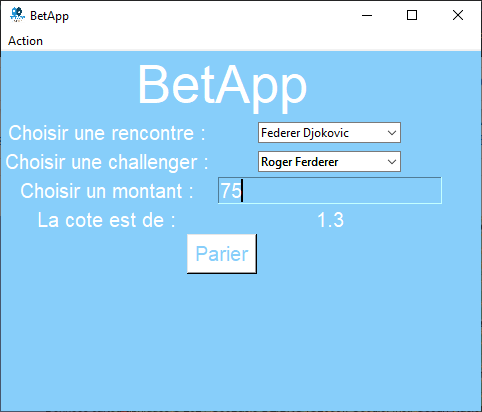 BetApp
Action
BetApp
Choisir une rencontre : Federer Djokovic
Choisir une challenger : Roger Ferderer
Choisir un montant : 75
La cote est de : 1.3
Parier